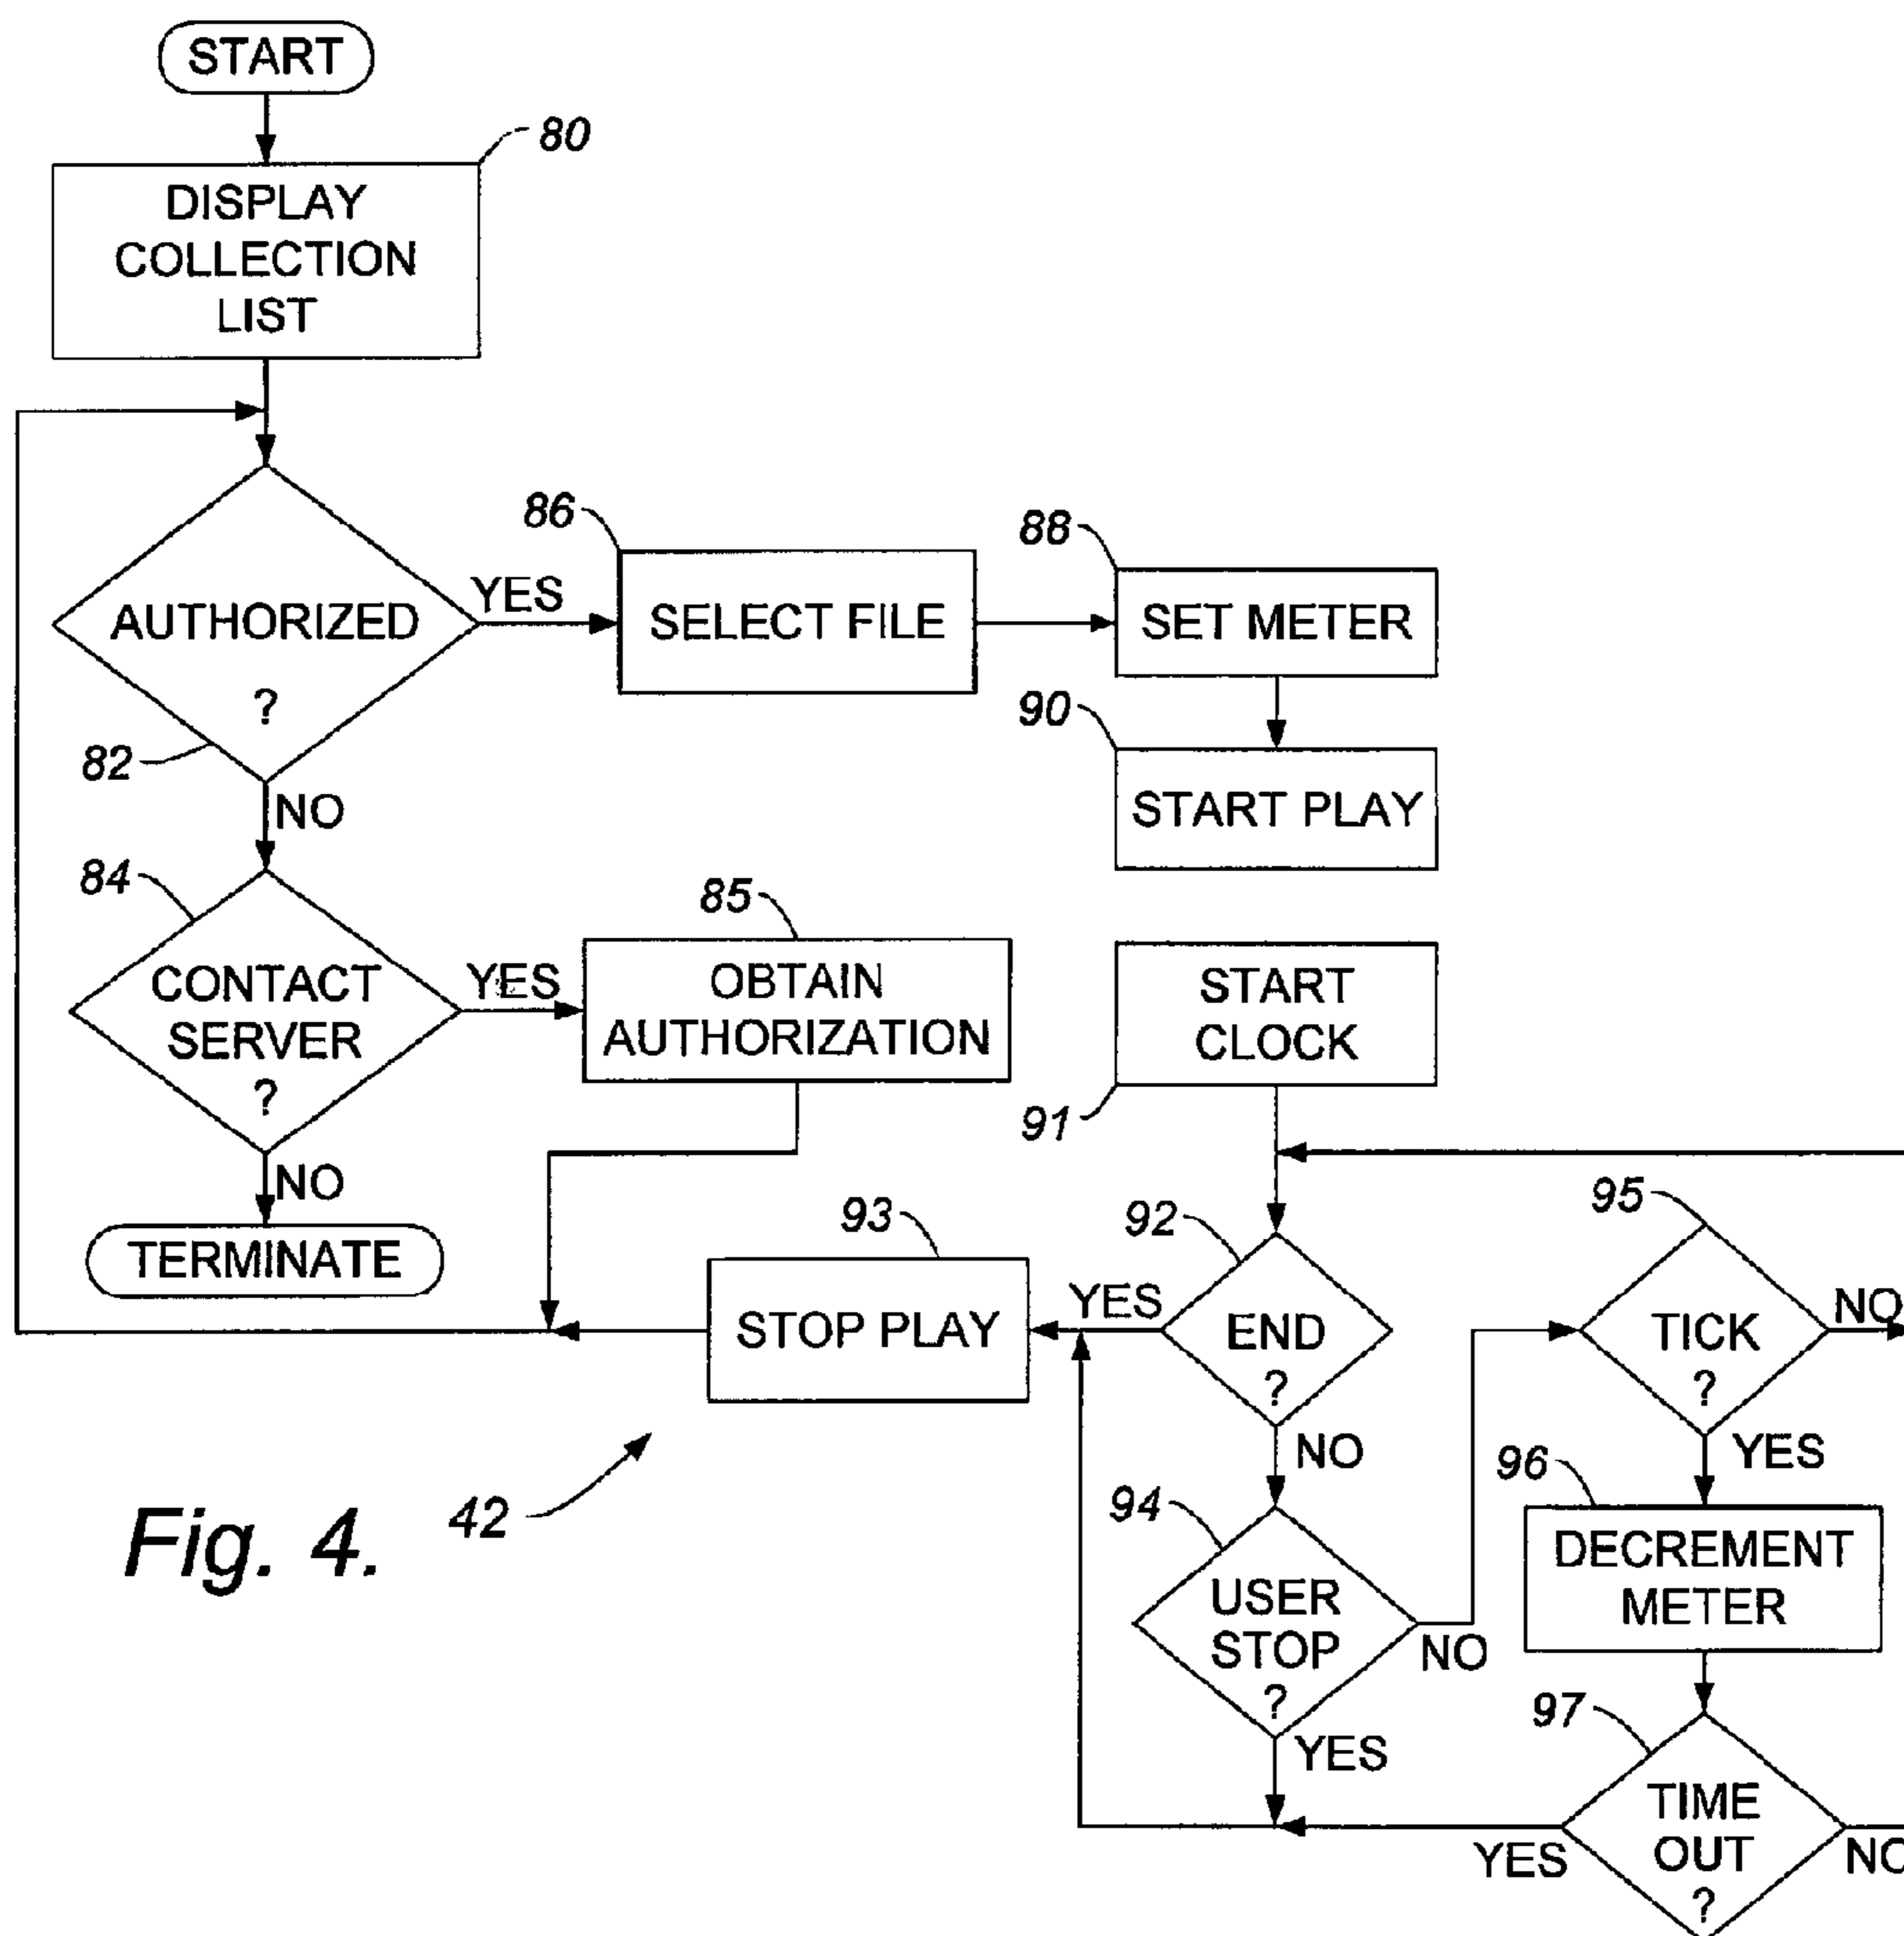 START
80
DISPLAY
COLLECTION
LIST
86
88
YES
AUTHORIZED
?
SELECT FILE
SET METER
82
90
NO
START PLAY
84
85
CONTACT
SERVER
?
YES
OBTAIN
AUTHORIZATION
START
CLOCK
91
NO
TERMINATE
93
92
95
STOP PLAY
YES
END
?
TICK
?
NO
NO
YES
96
94
DECREMENT
METER
USER
STOP
?
NO
YES
97
TIME
OUT
?
YES
NO
Fig. 4.
42